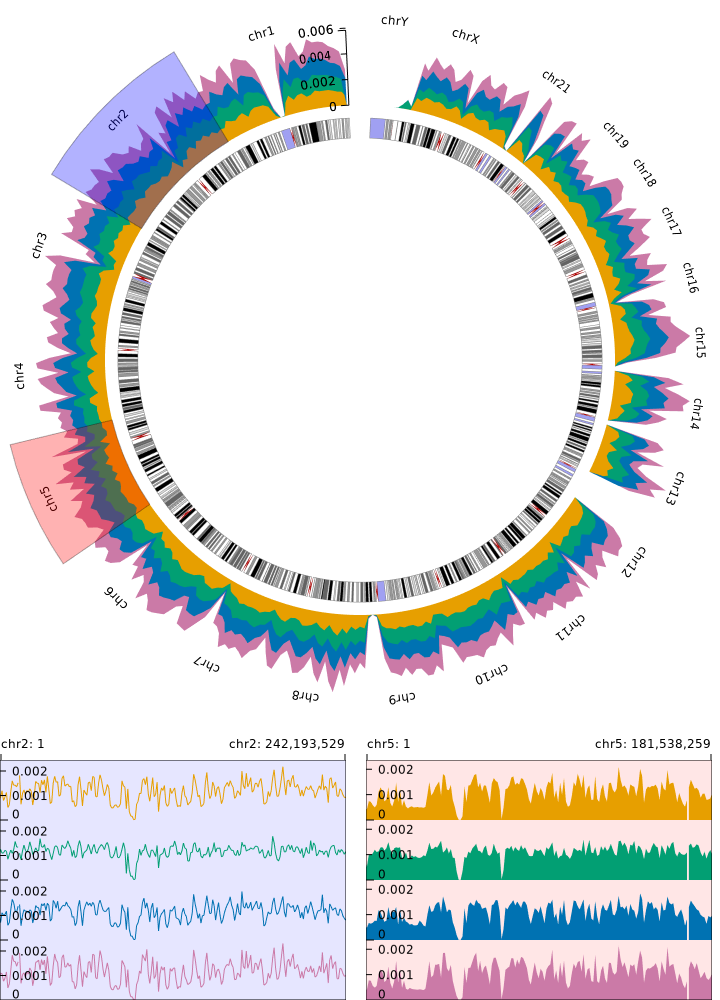 chrY
chrX
chr21
chr19
chr18
chr17
chr16
chr15
chr14
chr13
chr12
chr11
chr10
chr9
chr8
chr7
chr6
chr5
chr4
chr3
chr2
chr1
0.006
0.004
0.002
0
chr2: 1
chr2: 242,193,529
0.002
0.001
0
0.002
0.001
0
0.002
0.001
0
0.002
0.001
0
chr5: 1
chr5: 181,538,259
0.002
0.001
0
0.002
0.001
0
0.002
0.001
0
0.002
0.001
0